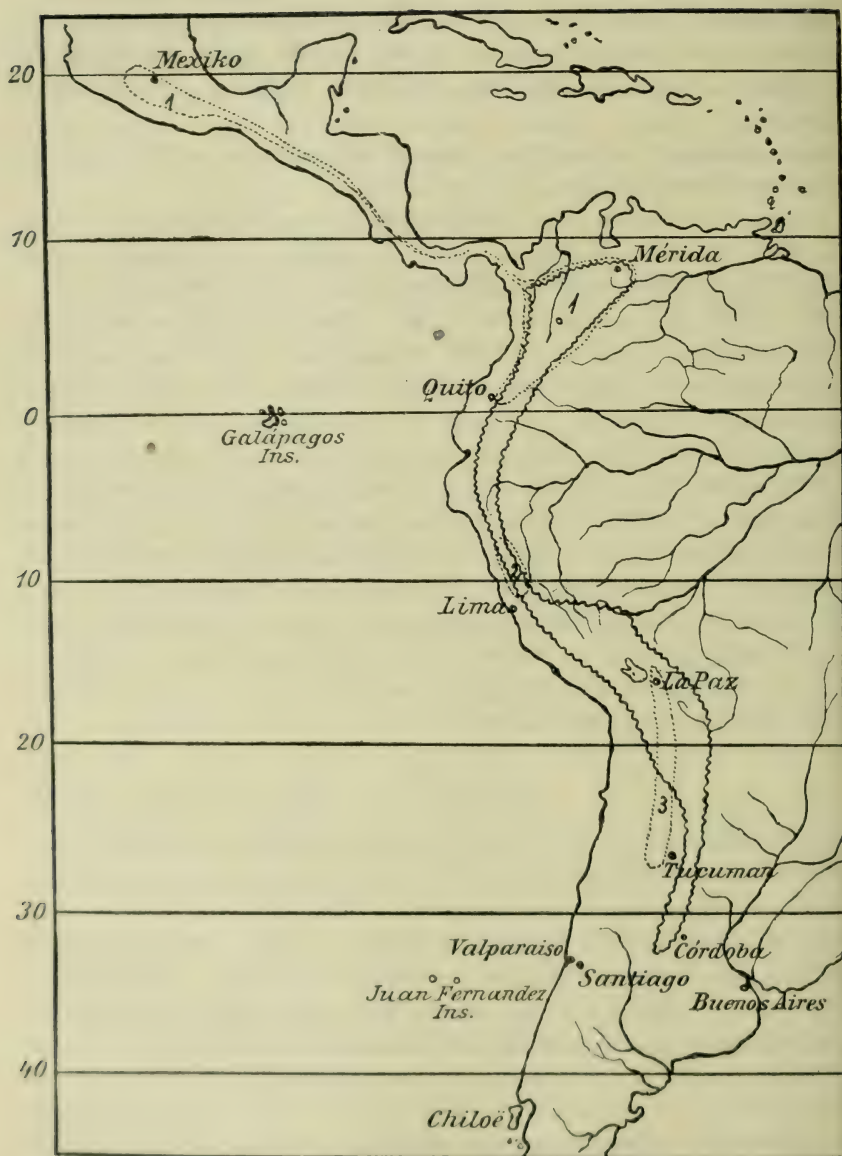 20
Mexiko
1
10
Mérida
1
Quito
0
Galápagos
Ins.
2
10
Lima
La Paz
20
3
Tucuman
30
Valparaiso
Córdoba
Santiago
Juan Fernandez
Ins.
Buenos Aires
40
Chiloë